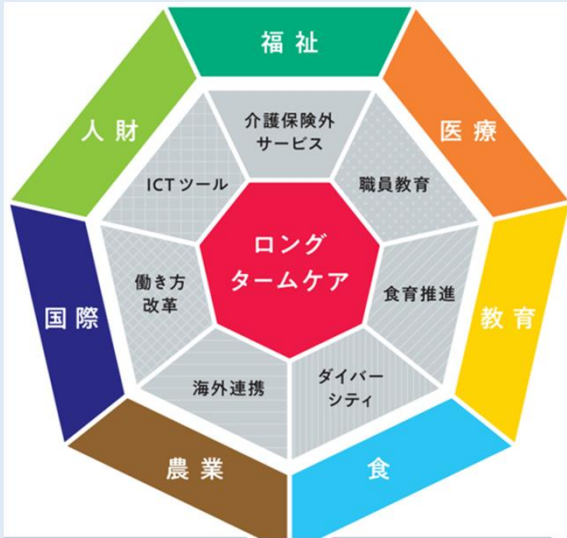 福祉
人財
医療
介護保険外
サービス
ICTツール
職員教育
ロング
タームケア
国際
働き方
改革
食育推進
教育
海外連携
ダイバー
シティ
農業
食